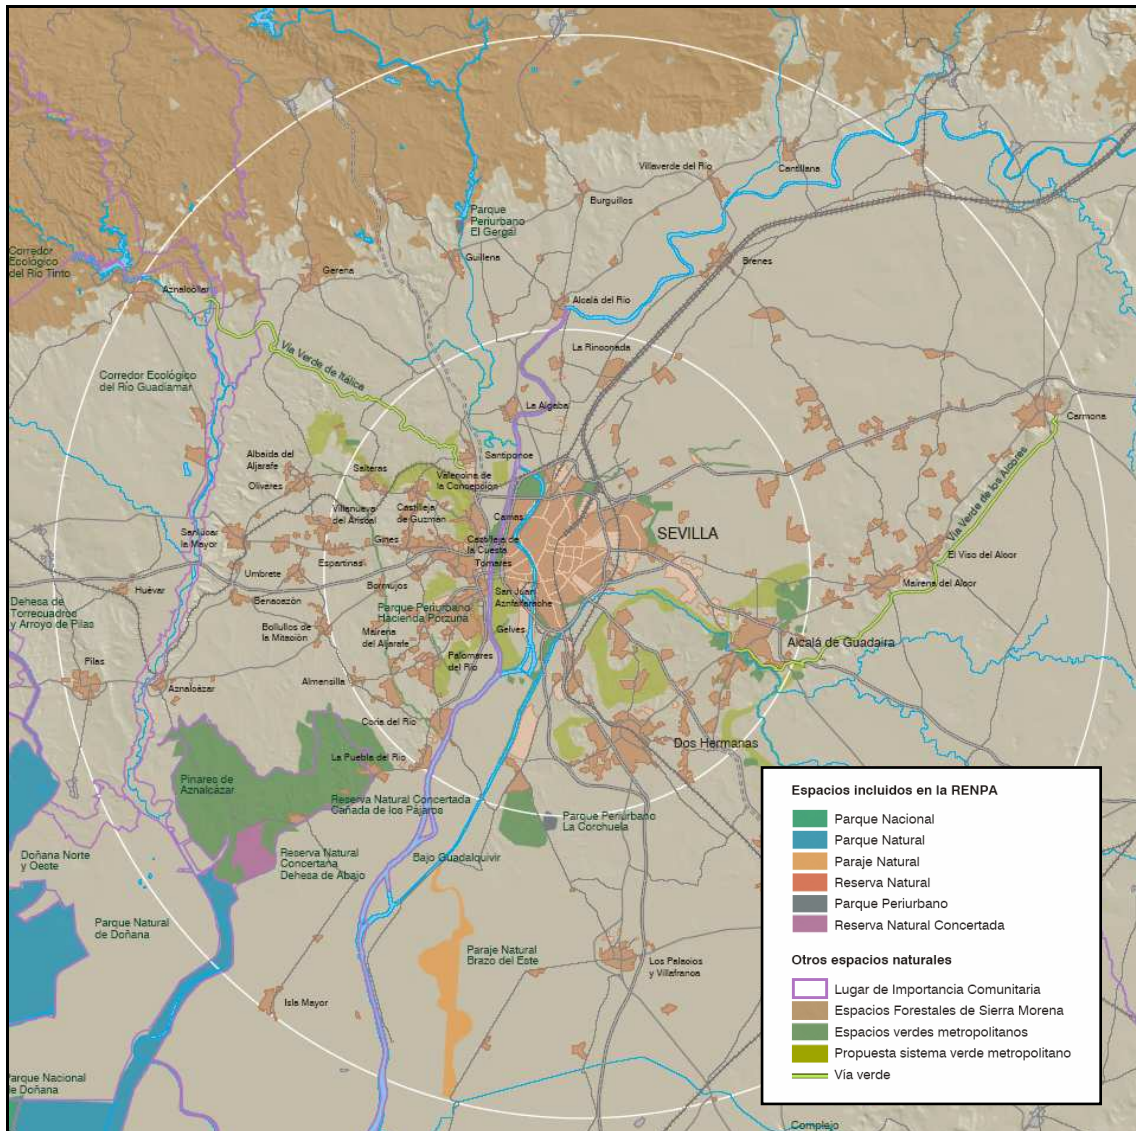 Villaverde del Río
Cantillana
Burguillos
Parque
Periurbano
El Gergal
Corredor
Ecológico
del Río Tinto
Guillena
Gerena
Brenes
Aznalcóllar
Alcalá del Río
Vía Verde de Itálica
La Rinconada
Corredor Ecológico
del Río Guadiamar
La Algaba
Carmona
Albaida del
Aljarafe
Santiponce
Salteras
Valencina de
la Concepción
Olivares
Vía Verde de los Alcores
Villanueva
del Ariscal
Castilleja
de Guzman
Camas
Sanlúcar
la Mayor
Gines
Castilleja de
la Cuesta
SEVILLA
El Viso del Alcor
Espartinas
Tomares
Umbrete
Mairena del Alcor
Huévar
Bormujos
Dehesa de
Torrecuadros
y Arroyo de Pilas
Benacazón
San Juan
Aznalfarache
Parque Periurbano
Hacienda Porzuna
Bollullos de
la Mitación
Mairena
del Aljarafe
Gelves
Alcalá de Guadaira
Pilas
Palomares
del Río
Aznalcázar
Almensilla
Coria del Río
Dos Hermanas
La Puebla del Río
Pinares de
Aznalcázar
Reserva Natural Concertada
Cañada de los Pájaros
Parque Periurbano
La Corchuela
Doñana Norte
y Oeste
Reserva Natural
Concertaña
Dehesa de Abajo
Bajo Guadalquivir
Parque Natural
de Doñana
Paraje Natural
Brazo del Este
Los Palacios
y Villafranca
Isla Mayor
Parque Nacional
de Doñana
Complejo
Espacios incluidos en la RENPA
Parque Nacional
Parque Natural
Paraje Natural
Reserva Natural
Parque Periurbano
Reserva Natural Concertada
Otros espacios naturales
Lugar de Importancia Comunitaria
Espacios Forestales de Sierra Morena
Espacios verdes metropolitanos
Propuesta sistema verde metropolitano
Vía verde